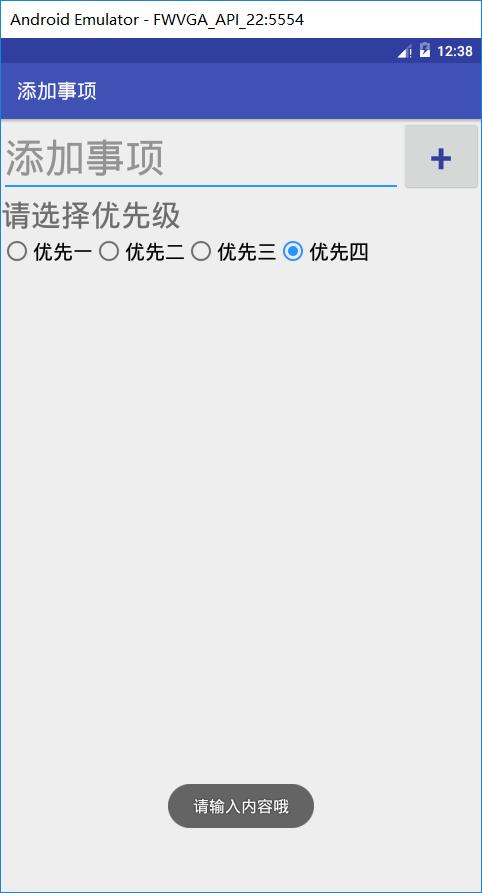 Android Emulator - FWVGA_API_22:5554
12:38
添加事项
添加事项 +
请选择优先级
优先一 优先二 优先三 优先四
请输入内容哦